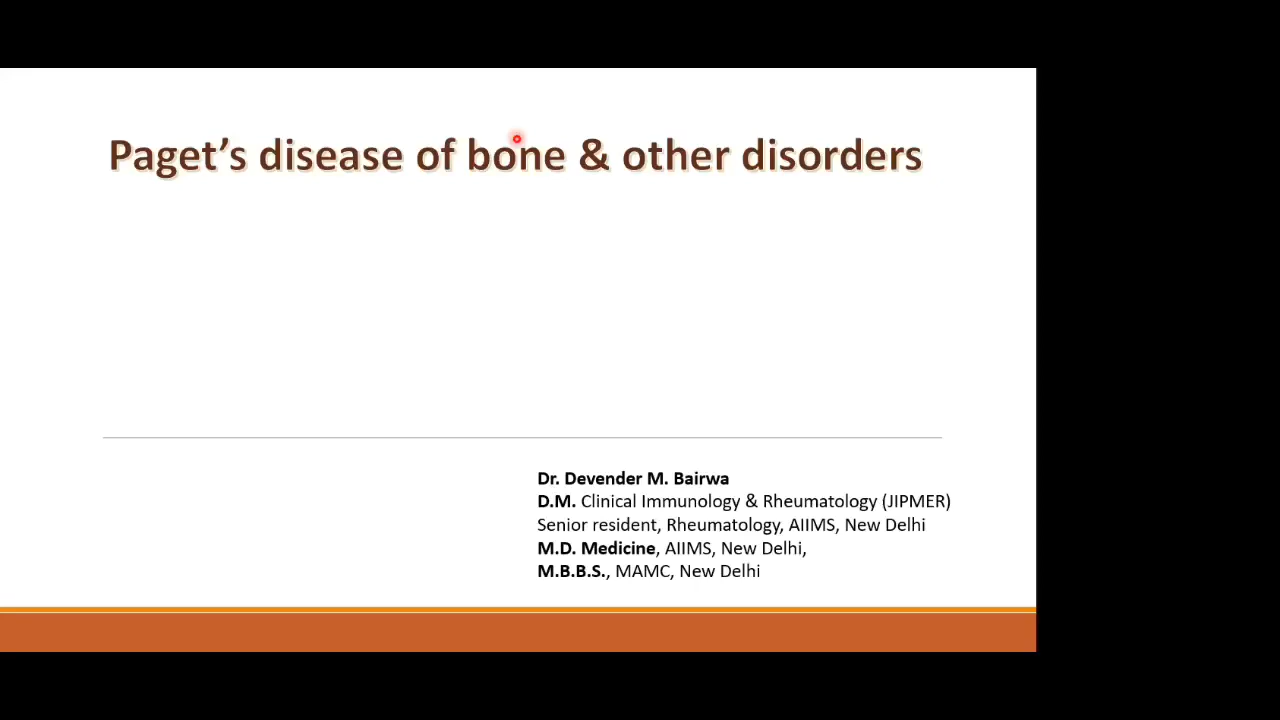 Paget’s disease of bone & other disorders
Dr. Devender M. Bairwa
D.M. Clinical Immunology & Rheumatology (JIPMER)
Senior resident, Rheumatology, AIIMS, New Delhi
M.D. Medicine, AIIMS, New Delhi,
M.B.B.S., MAMC, New Delhi